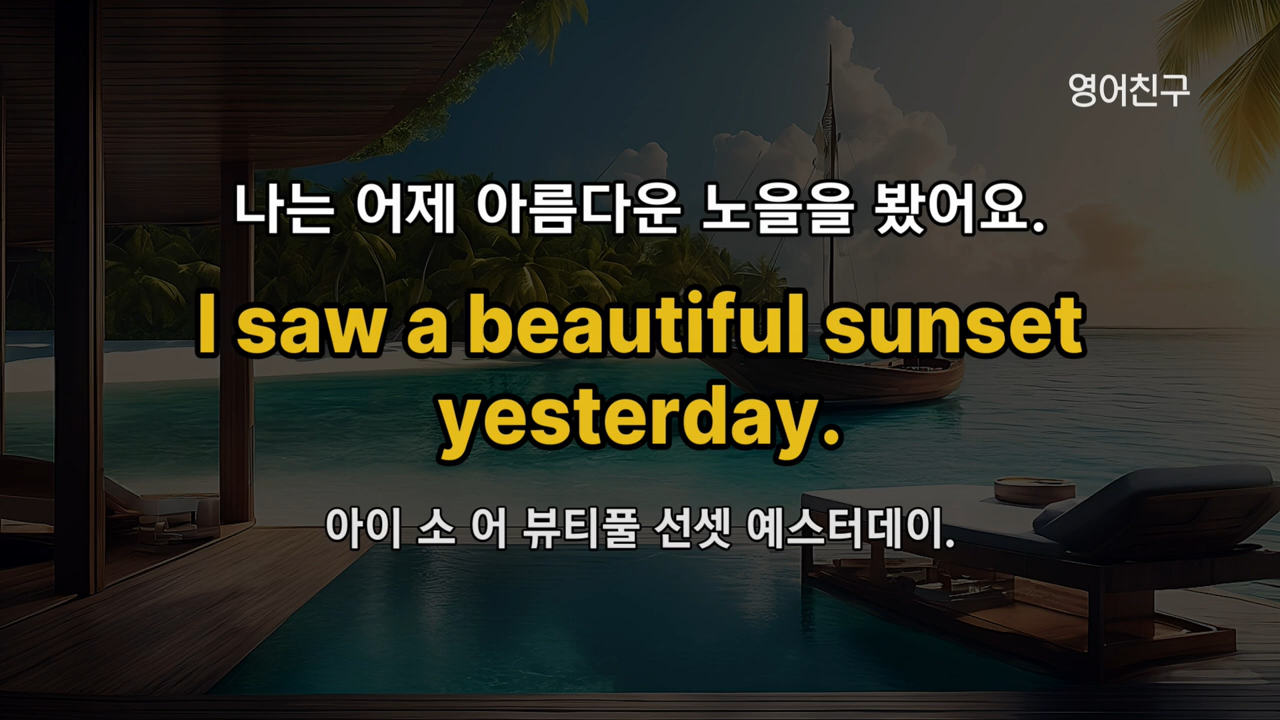 영어친구
나는 어제 아름다운 노을을 봤어요.
I saw a beautiful sunset
yesterday.
아이 소 어 뷰티풀 선셋 예스터데이.